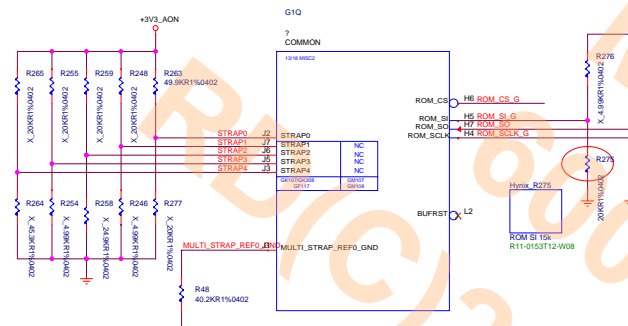 G1Q
+3V3_AON
?
COMMON
13/18 MISC2
R265
R255
R259
R248
R263
49.9KR1%0402
X_20KR1%0402
X_20KR1%0402
X_20KR1%0402
X_20KR1%0402
R276
X_4.99KR1%0402
ROM_CS
H6 ROM_CS_G
ROM_SI
H5 ROM_SI_G
ROM_SO
H7 ROM_SO
ROM_SCLK
H4 ROM_SCLK_G
STRAP0 J2 STRAP0
STRAP1 J7 STRAP1
STRAP2 J6 STRAP2
STRAP3 J5 STRAP3
STRAP4 J3 STRAP4
NC
NC
NC
NC
GK107/GK208
GF117
GM107
GM108
R275
20KR1%0402
Hynix_R275
ROM SI 15k
R11-0153T12-W08
R264
R254
R258
R246
R277
X_45.3KR1%0402
X_4.99KR1%0402
X_24.9KR1%0402
X_4.99KR1%0402
X_20KR1%0402
BUFRST
L2
MULTI_STRAP_REF0_GND
MULTI_STRAP_REF0_GND
R48
40.2KR1%0402